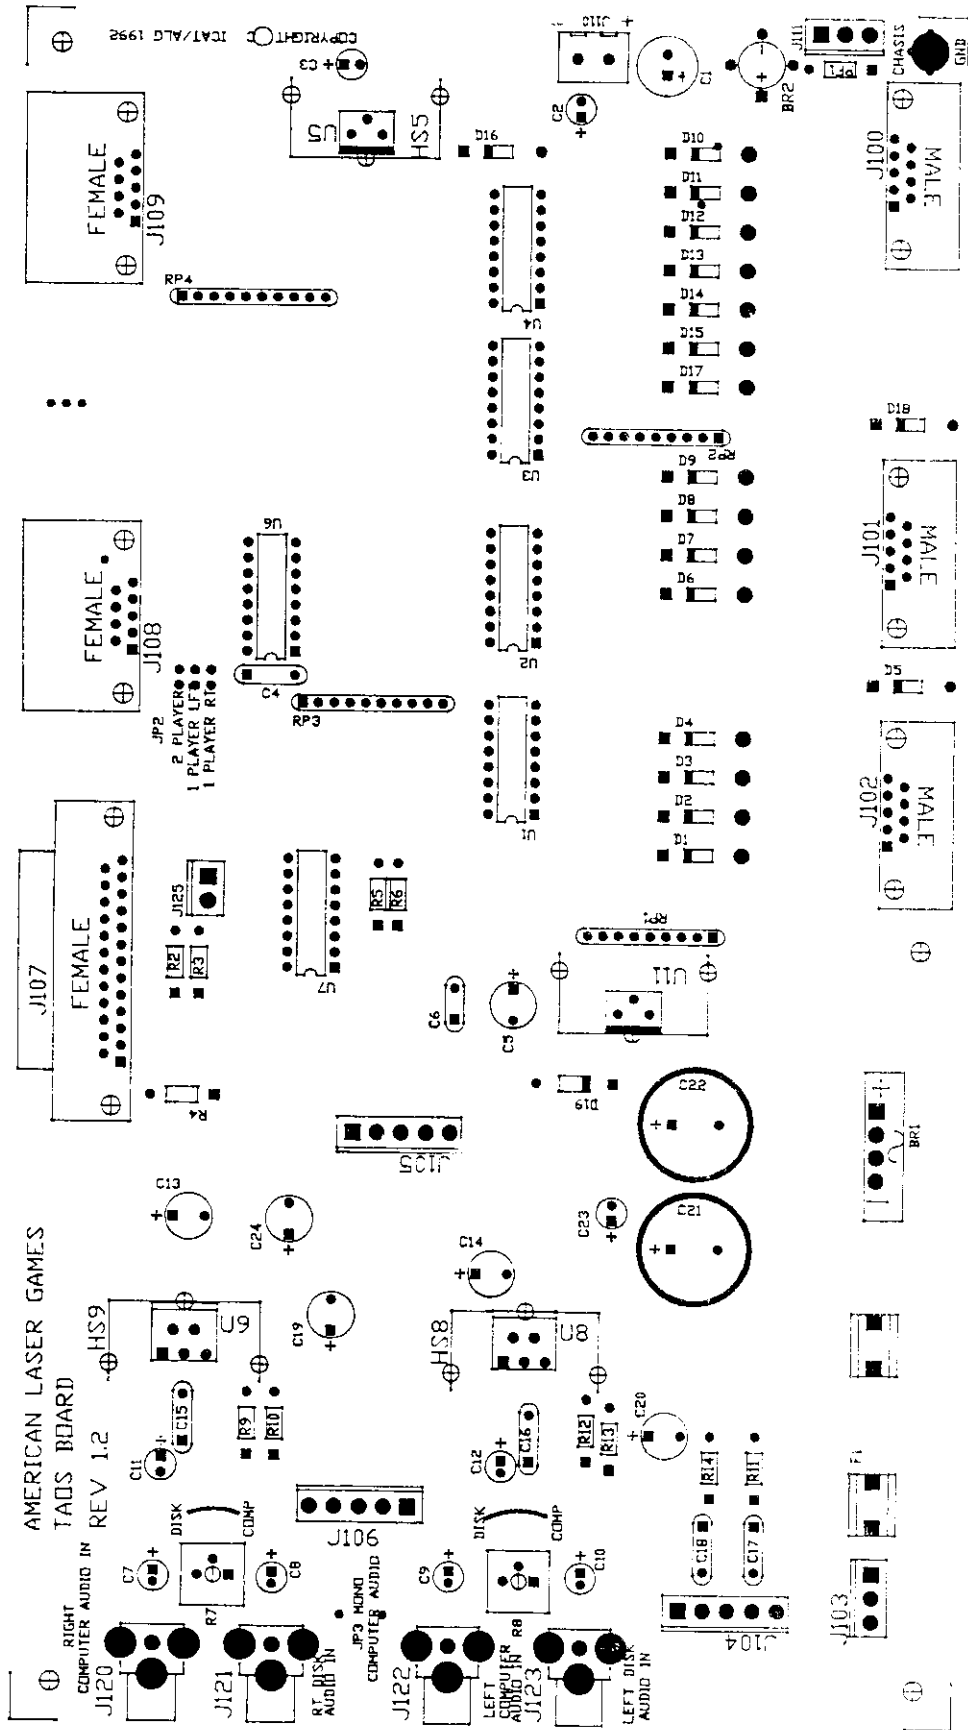 COPYRIGHT C ICAT/ALG 1992
C3
+
U5
HS5
FEMALE
J109
RP4
D16
C2
+
J110
+
C1
+
BR2
+
-
J111
RP5
CHASIS
GND
J100
MALE
D10
D11
D12
D13
D14
D15
D17
U4
U3
RP2
D18
D9
D8
D7
D6
J101
MALE
FEMALE
J108
U6
C4
U2
JP2
2 PLAYER
1 PLAYER LFT
1 PLAYER RT
RP3
U1
D5
D4
D3
D2
D1
J102
MALE
J107
FEMALE
J125
R2
R3
U7
R5
R6
RP1
U11
C6
C5
+
R4
D19
C22
+
J105
BR1
+
C13
+
C24
+
C23
+
C21
+
C14
+
AMERICAN LASER GAMES
TAOS BOARD
REV 1.2
HS9
U9
C19
+
HS8
U8
C15
C11
+
R9
R10
C16
C12
+
R12
R13
C20
+
R14
R11
F1
DISK
COMP
J106
DISK
COMP
C18
C17
RIGHT
COMPUTER AUDIO IN
C7
+
R7
C8
+
JP3 MONO
COMPUTER AUDIO
C9
+
R8
C10
+
J104
J103
J120
J121
RT DISK
AUDIO IN
J122
LEFT
COMPUTER
AUDIO IN
J123
LEFT DISK
AUDIO IN